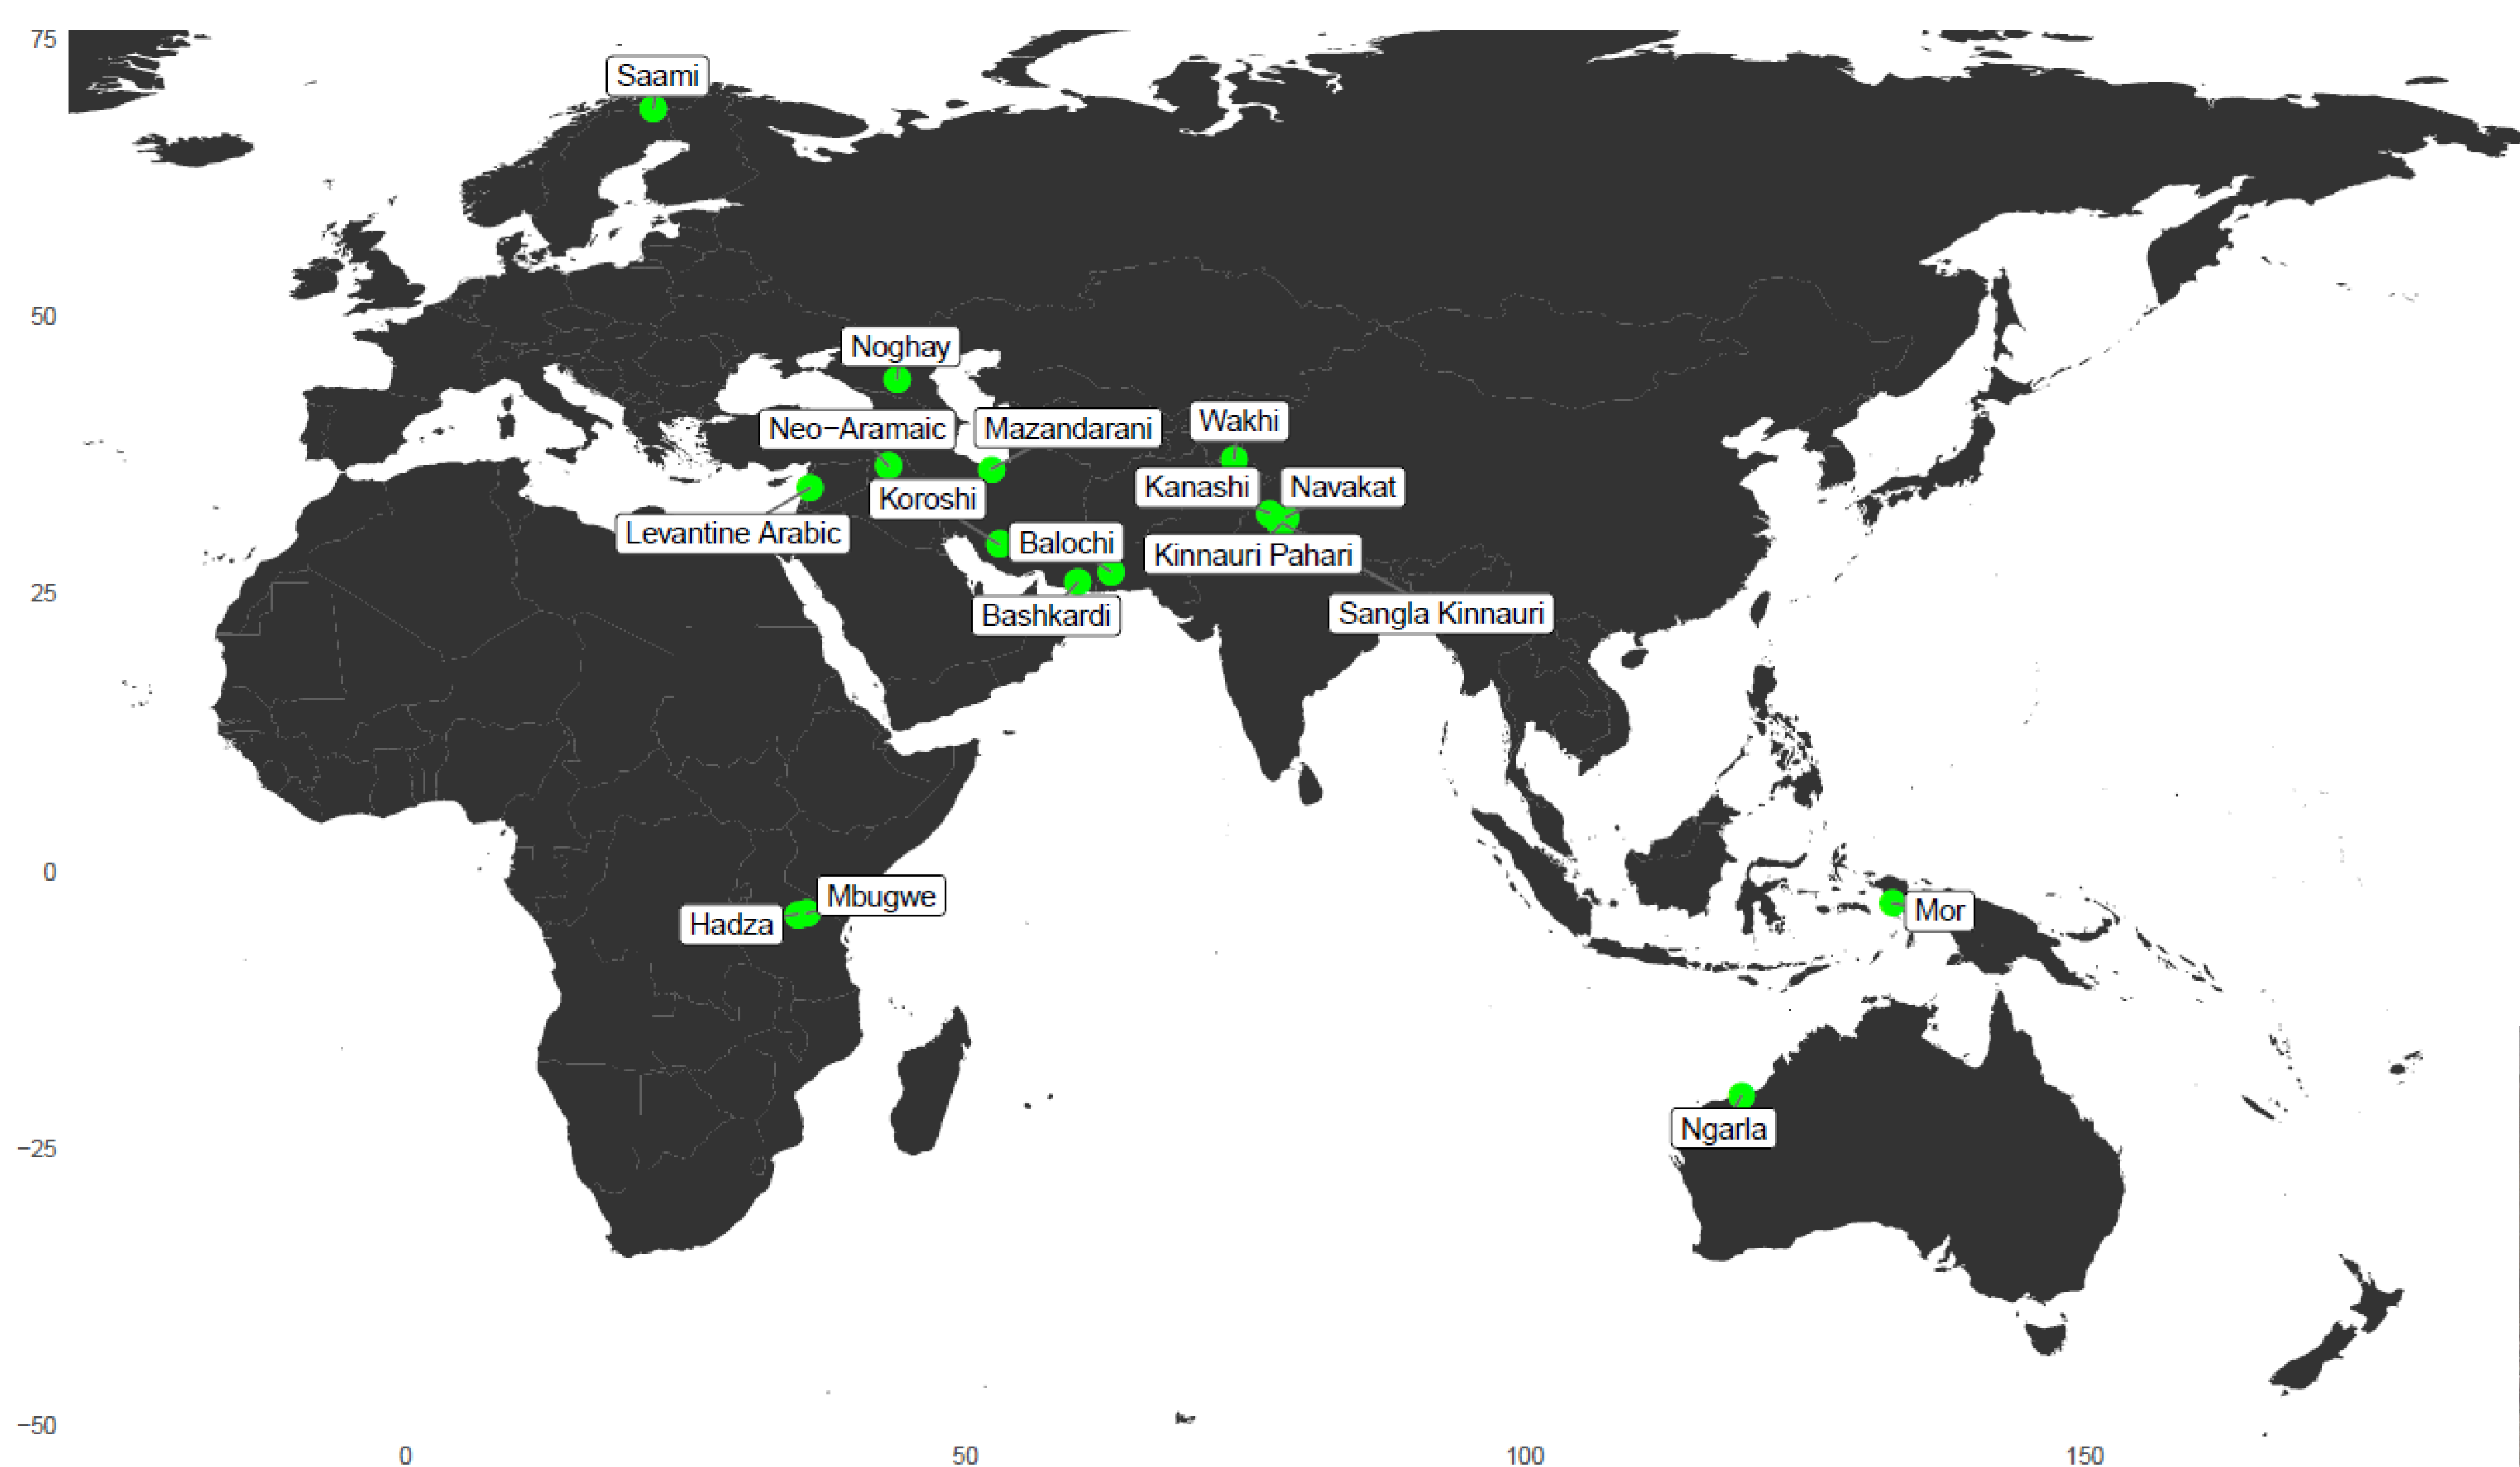 75
Saami
50
Noghay
Neo−Aramaic
Mazandarani
Wakhi
Koroshi
Kanashi
Navakat
Levantine Arabic
Balochi
Kinnauri Pahari
25
Bashkardi
Sangla Kinnauri
0
Mbugwe
Hadza
Mor
Ngarla
−25
−50
0
50
100
150